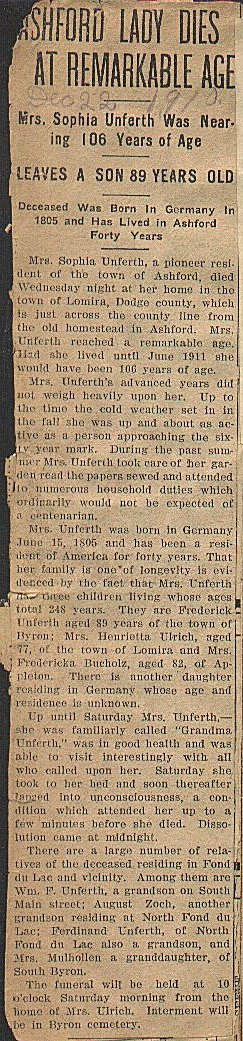 ASHFORD LADY DIES
AT REMARKABLE AGE
Dec 22 - 1910
Mrs. Sophia Unferth Was Near-
ing 106 Years of Age
LEAVES A SON 89 YEARS OLD
Deceased Was Born In Germany In
1805 and Has Lived in Ashford
Forty Years
Mrs. Sophia Unferth, a pioneer resi-
dent of the town of Ashford, died
Wednesday night at her home in the
town of Lomira, Dodge county, which
is just across the county line from
the old homestead in Ashford. Mrs.
Unferth reached a remarkable age.
Had she lived until June 1911 she
would have been 106 years of age.
Mrs. Unferth's advanced years did
not weigh heavily upon her. Up to
the time the cold weather set in in
the fall she was up and about as ac-
tive as a person approaching the six-
ty year mark. During the past sum-
mer Mrs. Unferth took care of her gar-
den read the papers sewed and attended
to numerous household duties which
ordinarily would not be expected of
a centenarian.
Mrs. Unferth was born in Germany
June 15, 1805 and has been a resi-
dent of America for forty years. That
her family is one of longevity is evi-
denced by the fact that Mrs. Unferth
has three children living whose ages
total 248 years. They are Frederick
Unferth aged 89 years of the town of
Byron; Mrs. Henrietta Ulrich, aged
77, of the town of Lomira and Mrs.
Fredericka Bucholz, aged 82, of Ap-
pleton. There is another daughter
residing in Germany whose age and
residence is unknown.
Up until Saturday Mrs. Unferth,—
she was familiarly called "Grandma
Unferth," was in good health and was
able to visit interestingly with all
who called upon her. Saturday she
took to her bed and soon thereafter
lapsed into unconsciousness, a con-
dition which attended her up to a
few minutes before she died. Disso-
lution came at midnight.
There are a large number of rela-
tives of the deceased residing in Fond
du Lac and vicinity. Among them are
Wm. F. Unferth, a grandson on South
Main street; August Zoch, another
grandson residing at North Fond du
Lac; Ferdinand Unferth, of North
Fond du Lac also a grandson, and
Mrs. Mulhollen a granddaughter, of
South Byron.
The funeral will be held at 10
o'clock Saturday morning from the
home of Mrs. Ulrich. Interment will
be in Byron cemetery.